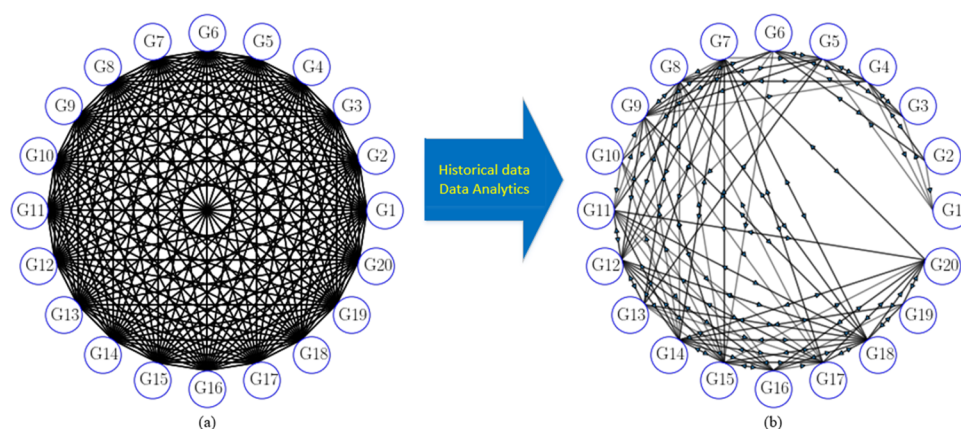 G6
G7
G5
G8
G4
G9
G3
G10
G2
G11
G1
G12
G20
G13
G19
G14
G18
G15
G17
G16
(a)
Historical data
Data Analytics
G6
G7
G5
G8
G4
G9
G3
G10
G2
G11
G1
G12
G20
G13
G19
G14
G18
G15
G17
G16
(b)